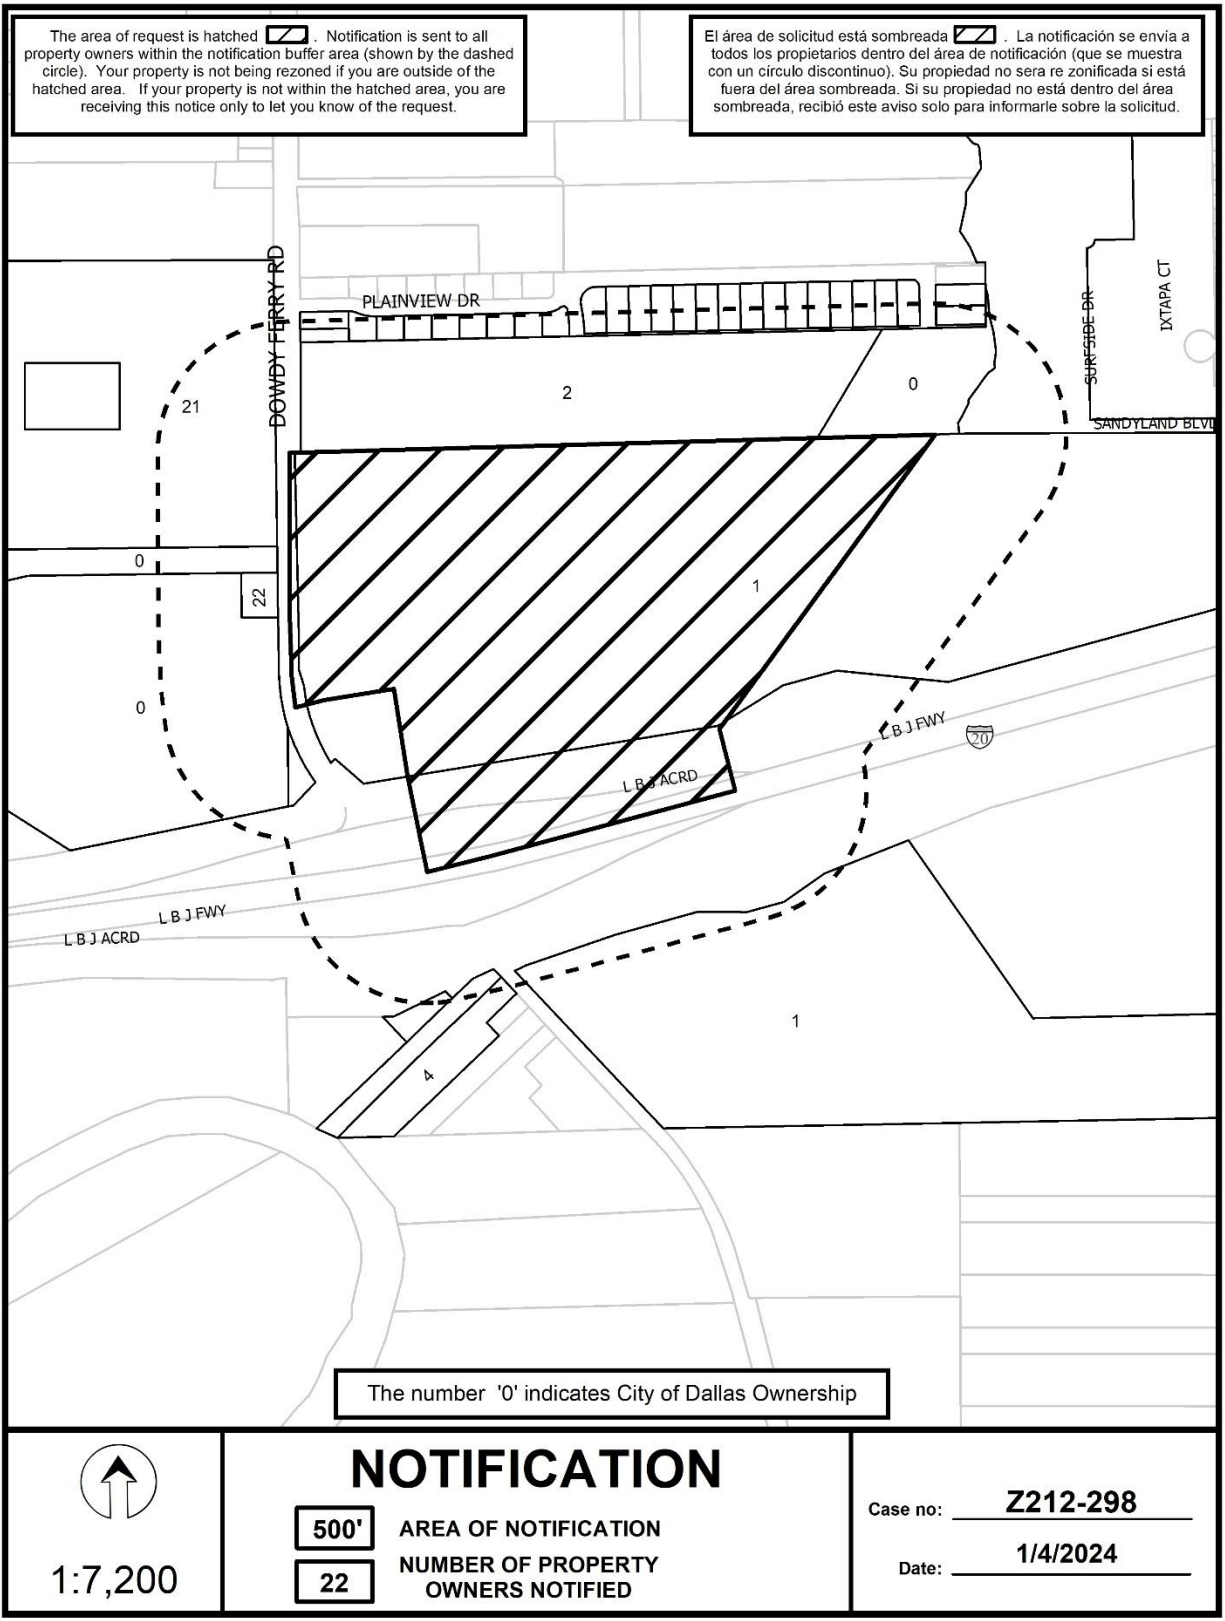 The area of request is hatched . Notification is sent to all
property owners within the notification buffer area (shown by the dashed
circle). Your property is not being rezoned if you are outside of the
hatched area. If your property is not within the hatched area, you are
receiving this notice only to let you know of the request.
El área de solicitud está sombreada . La notificación se envía a
todos los propietarios dentro del área de notificación (que se muestra
con un círculo discontinuo). Su propiedad no sera re zonificada si está
fuera del área sombreada. Si su propiedad no está dentro del área
sombreada, recibió este aviso solo para informarle sobre la solicitud.
DOWDY FERRY RD
PLAINVIEW DR
SURFSIDE DR
IXTAPA CT
SANDYLAND BLVD
21
2
0
0
22
1
0
L B J FWY
20
L B J ACRD
L B J FWY
L B J ACRD
1
4
The number '0' indicates City of Dallas Ownership
1:7,200
NOTIFICATION
500' AREA OF NOTIFICATION
22 NUMBER OF PROPERTY
OWNERS NOTIFIED
Case no: Z212-298
Date: 1/4/2024